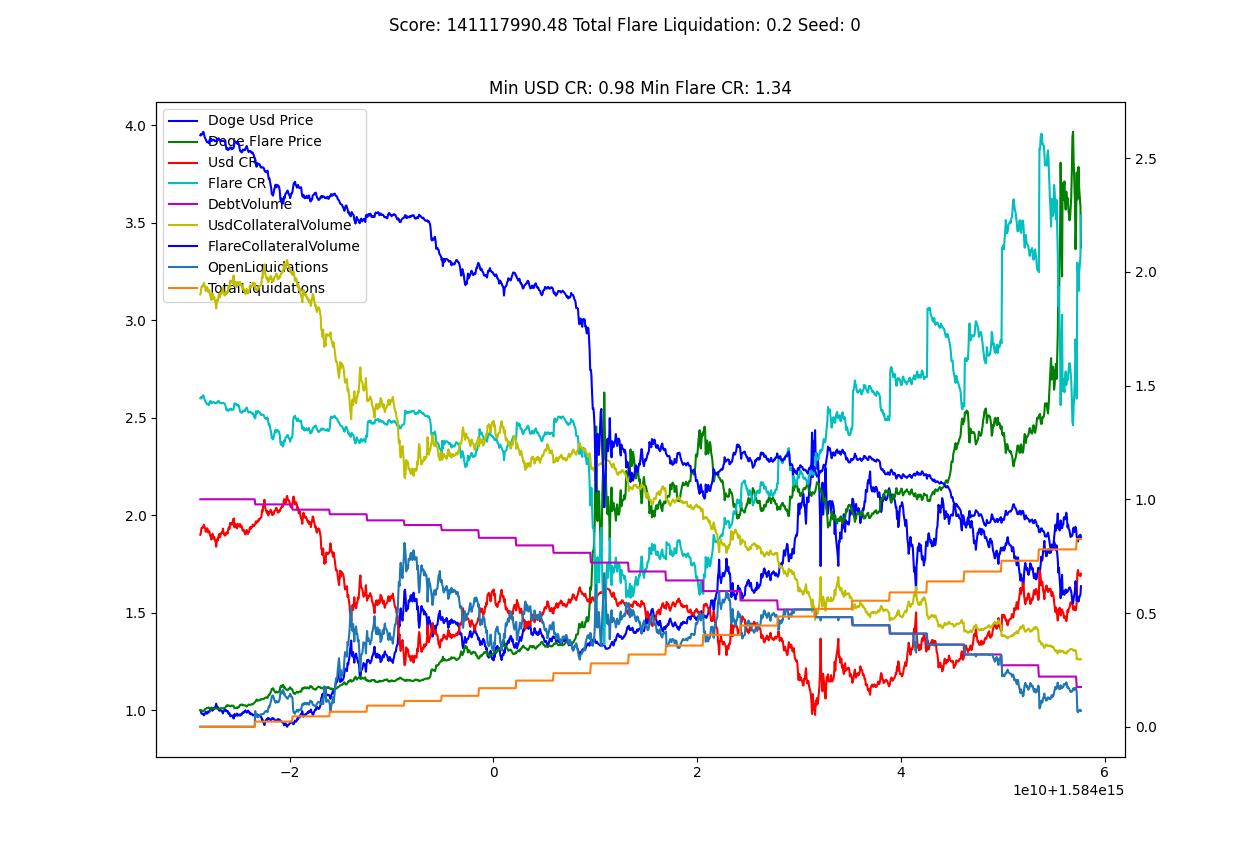 Score: 141117990.48 Total Flare Liquidation: 0.2 Seed: 0
Min USD CR: 0.98 Min Flare CR: 1.34
Doge Usd Price
Doge Flare Price
Usd CR
Flare CR
DebtVolume
UsdCollateralVolume
FlareCollateralVolume
OpenLiquidations
TotalLiquidations
4.0
3.5
3.0
2.5
2.0
1.5
1.0
2.5
2.0
1.5
1.0
0.5
0.0
−2
0
2
4
6
1e10+1.584e15